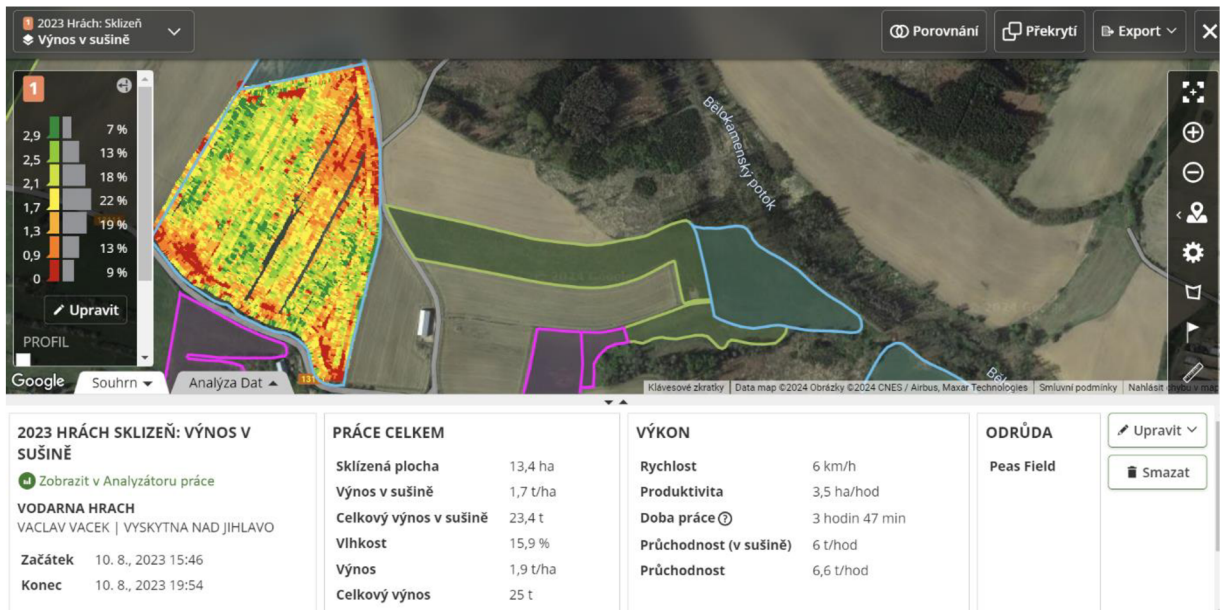 1 2023 Hrách: Sklizeň
Výnos v sušině
Porovnání
Překrytí
Export
1
2,9
7 %
2,5
13 %
2,1
18 %
1,7
22 %
1,3
19 %
0,9
13 %
0
9 %
Upravit
PROFIL
Bělokamenský potok
131
Google
Souhrn
Analýza Dat
Klávesové zkratky
Data map ©2024 Obrázky ©2024 CNES / Airbus, Maxar Technologies
Smluvní podmínky
Nahlásit chybu v map
2023 HRÁCH SKLIZEŇ: VÝNOS V
SUŠINĚ
Zobrazit v Analyzátoru práce
VODARNA HRACH
VACLAV VACEK | VYSKYTNA NAD JIHLAVO
Začátek 10. 8., 2023 15:46
Konec 10. 8., 2023 19:54
PRÁCE CELKEM
Sklízená plocha 13,4 ha
Výnos v sušině 1,7 t/ha
Celkový výnos v sušině 23,4 t
Vlhkost 15,9 %
Výnos 1,9 t/ha
Celkový výnos 25 t
VÝKON
Rychlost 6 km/h
Produktivita 3,5 ha/hod
Doba práce 3 hodin 47 min
Průchodnost (v sušině) 6 t/hod
Průchodnost 6,6 t/hod
ODRŮDA
Peas Field
Upravit
Smazat